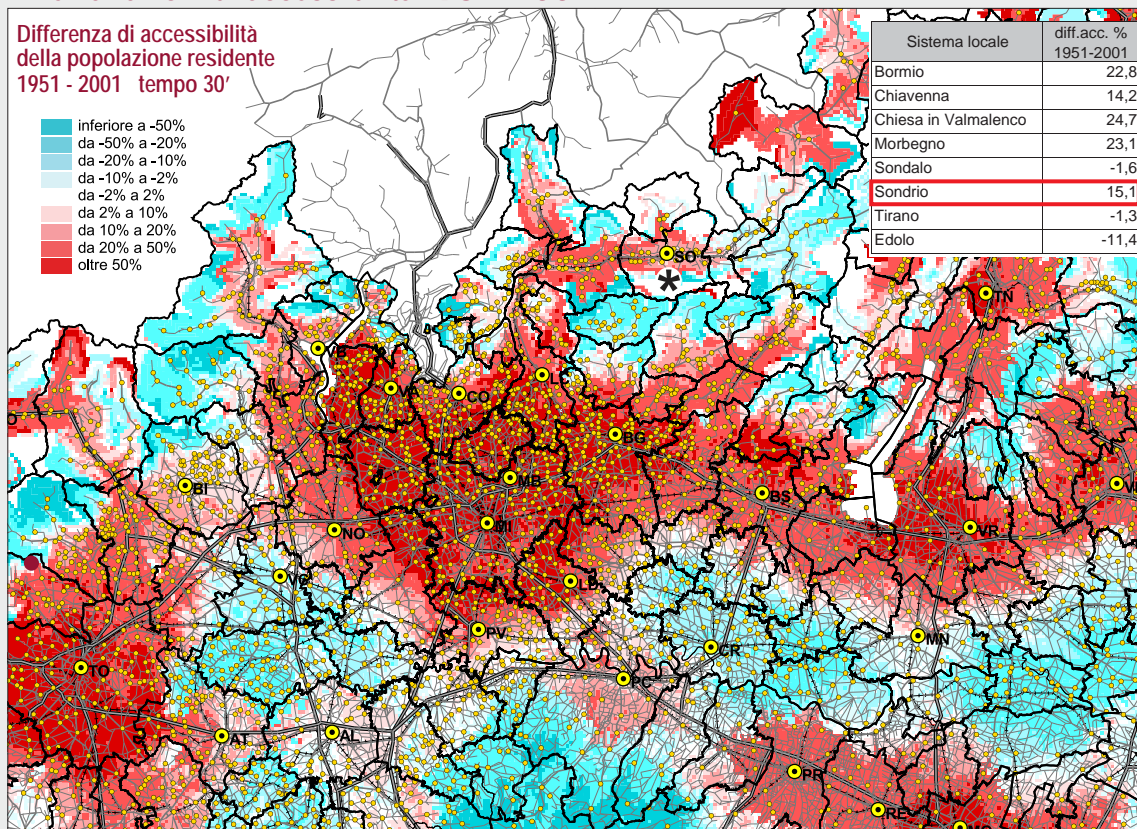 Differenza di accessibilità
della popolazione residente
1951 - 2001 tempo 30'
inferiore a -50%
da -50% a -20%
da -20% a -10%
da -10% a -2%
da -2% a 2%
da 2% a 10%
da 10% a 20%
da 20% a 50%
oltre 50%
Sistema locale diff.acc. % 1951-2001
Bormio 22,8
Chiavenna 14,2
Chiesa in Valmalenco 24,7
Morbegno 23,1
Sondalo -1,6
Sondrio 15,1
Tirano -1,3
Edolo -11,4
SO
*
TN
CO
BG
BI
MB
BS
MI
NO
VR
PV
MN
CR
TO
PC
AT
AL
PR
RE